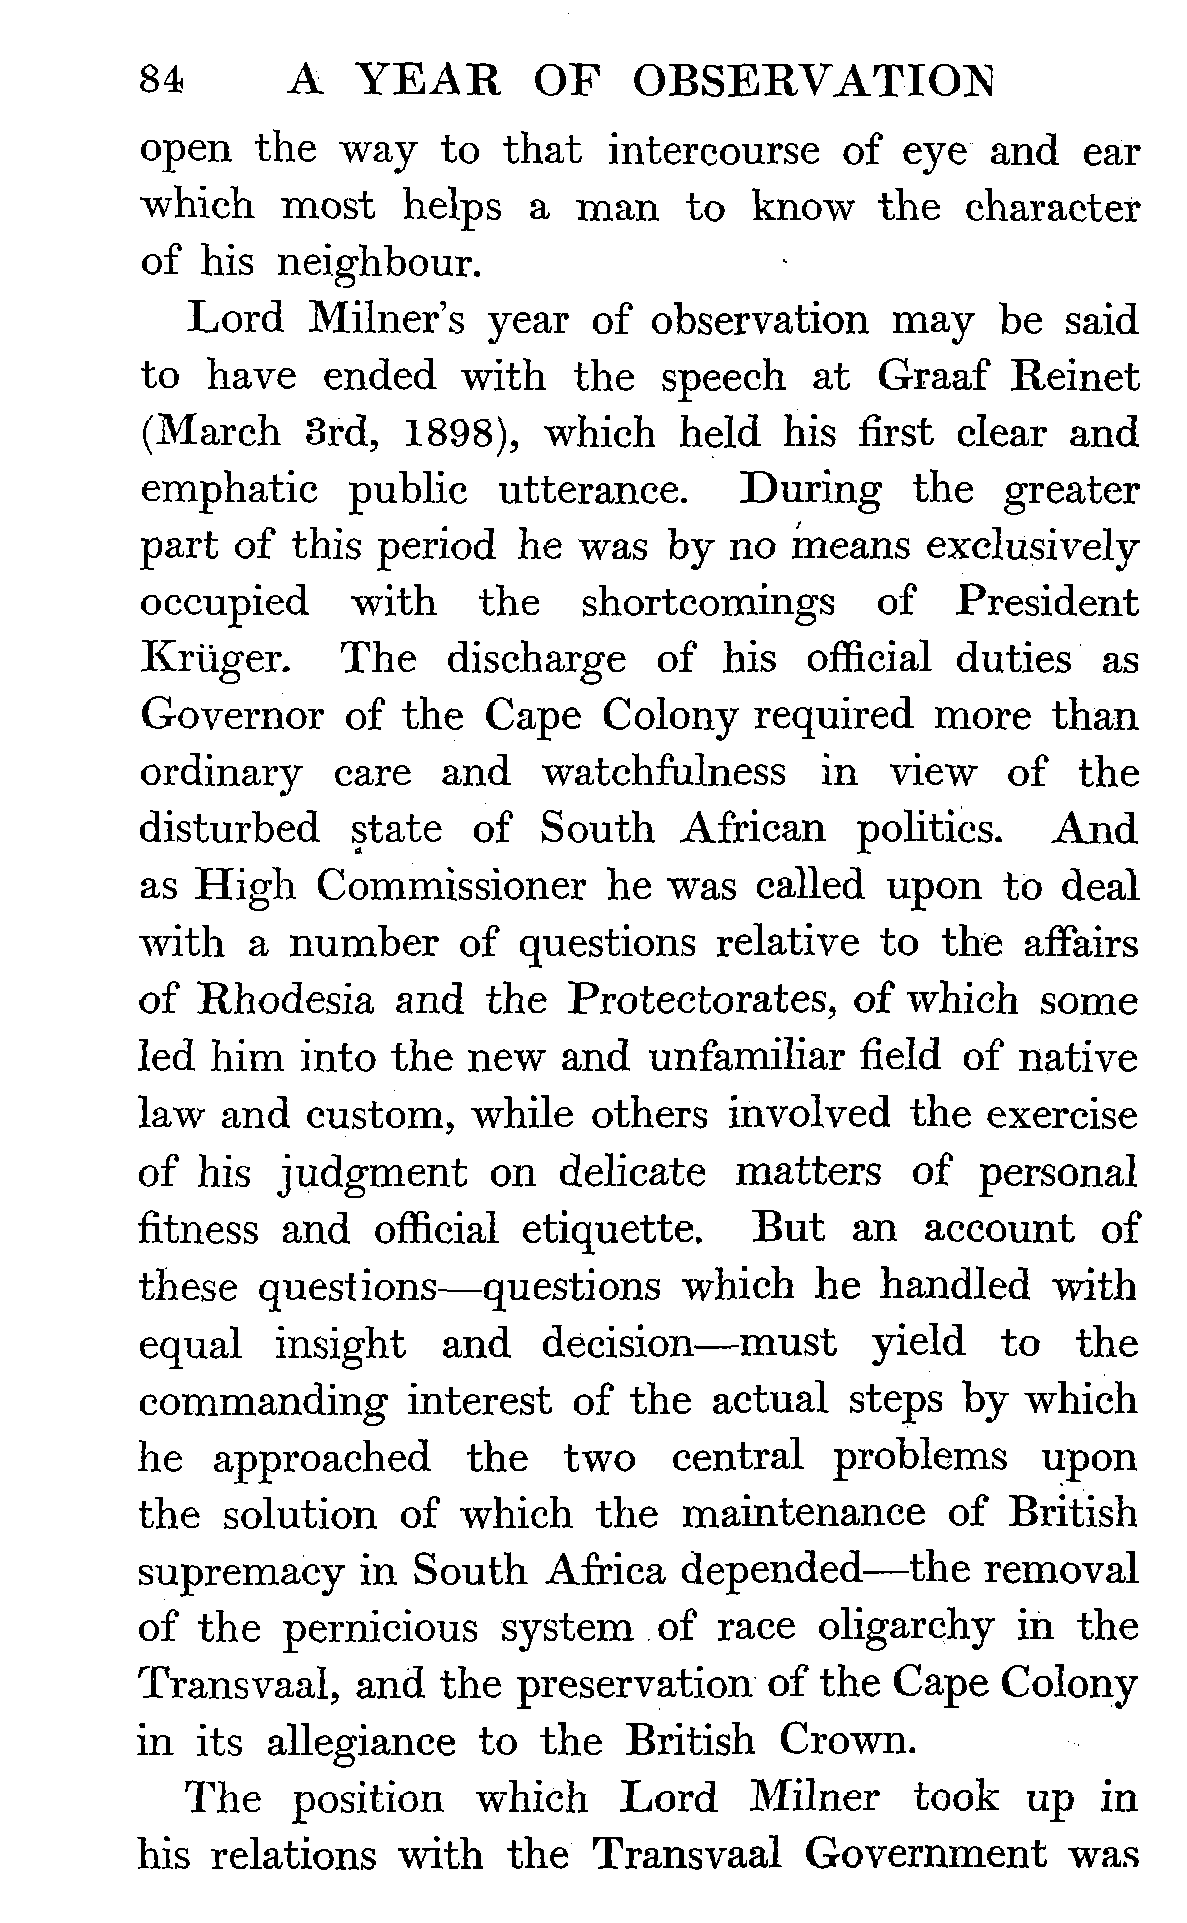 84 A YEAR OF OBSERVATION
open the way to that intercourse of eye and ear
which most helps a man to know the character
of his neighbour.
Lord Milner's year of observation may be said
to have ended with the speech at Graaf Reinet
(March 3rd, 1898), which held his first clear and
emphatic public utterance. During the greater
part of this period he was by no means exclusively
occupied with the shortcomings of President
Krüger. The discharge of his official duties as
Governor of the Cape Colony required more than
ordinary care and watchfulness in view of the
disturbed state of South African politics. And
as High Commissioner he was called upon to deal
with a number of questions relative to the affairs
of Rhodesia and the Protectorates, of which some
led him into the new and unfamiliar field of native
law and custom, while others involved the exercise
of his judgment on delicate matters of personal
fitness and official etiquette. But an account of
these questions—questions which he handled with
equal insight and decision—must yield to the
commanding interest of the actual steps by which
he approached the two central problems upon
the solution of which the maintenance of British
supremacy in South Africa depended—the removal
of the pernicious system of race oligarchy in the
Transvaal, and the preservation of the Cape Colony
in its allegiance to the British Crown.
The position which Lord Milner took up in
his relations with the Transvaal Government was